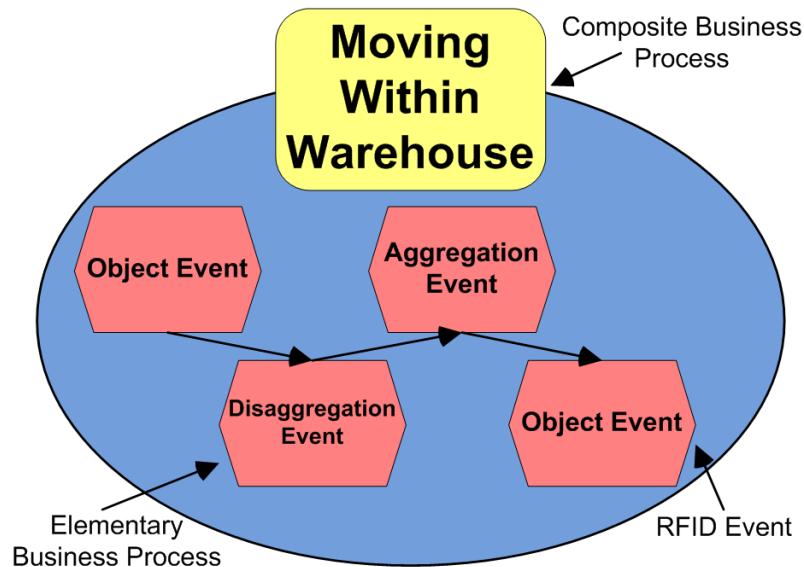 Moving
Within
Warehouse
Composite Business
Process
Object Event
Aggregation
Event
Disaggregation
Event
Object Event
Elementary
Business Process
RFID Event